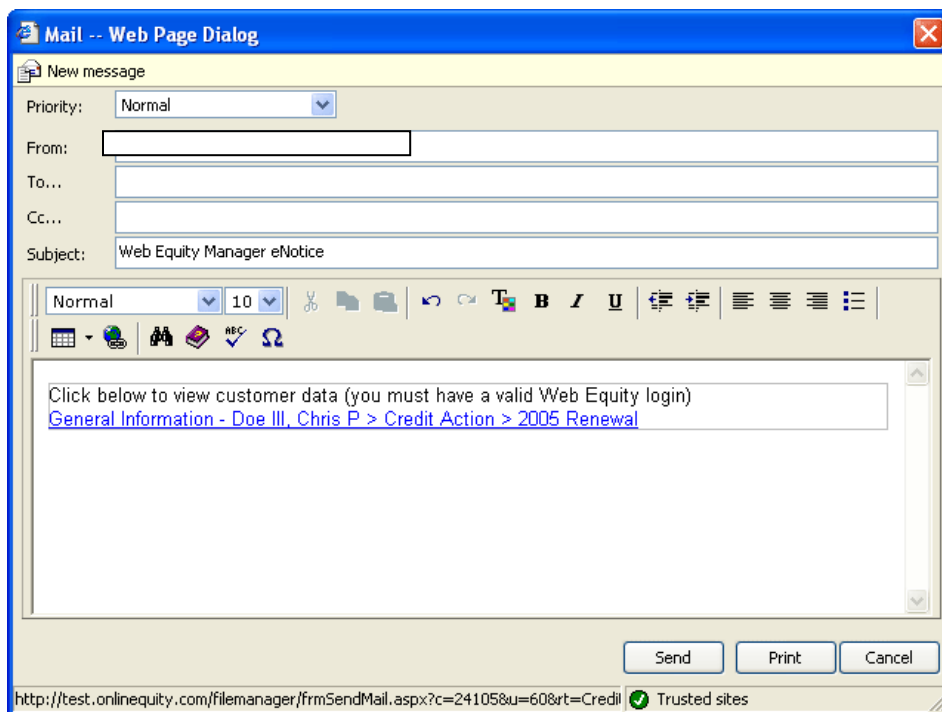 Mail -- Web Page Dialog
New message
Priority: Normal
From:
To...
Cc...
Subject: Web Equity Manager eNotice
Normal 10 B I U
ABC Ω
Click below to view customer data (you must have a valid Web Equity login)
General Information - Doe III, Chris P > Credit Action > 2005 Renewal
Send Print Cancel
http://test.onlinequity.com/filemanager/frmSendMail.aspx?c=24105&u=60&rt=Credi Trusted sites